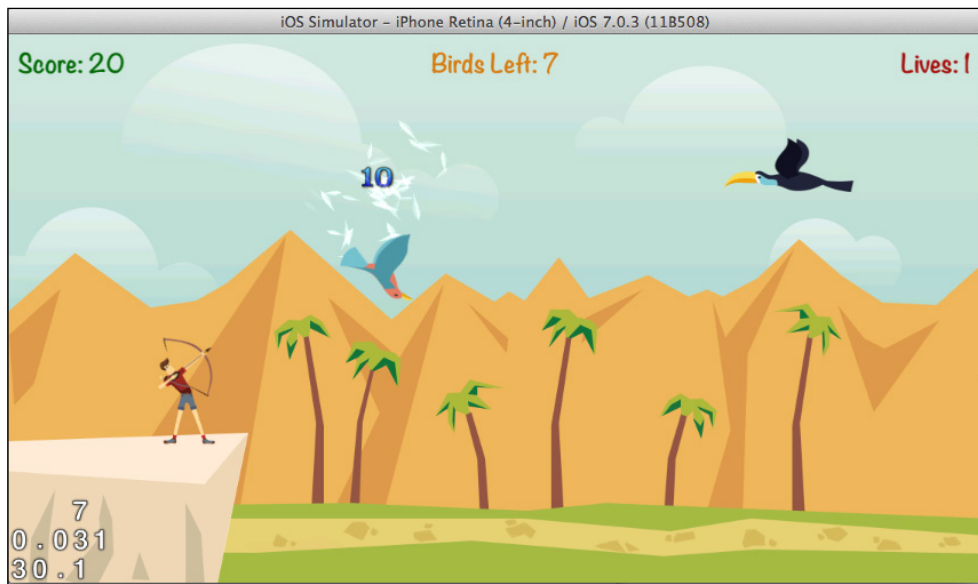 iOS Simulator – iPhone Retina (4-inch) / iOS 7.0.3 (11B508)
Score: 20 Birds Left: 7 Lives: 1
10
7
0.031
30.1